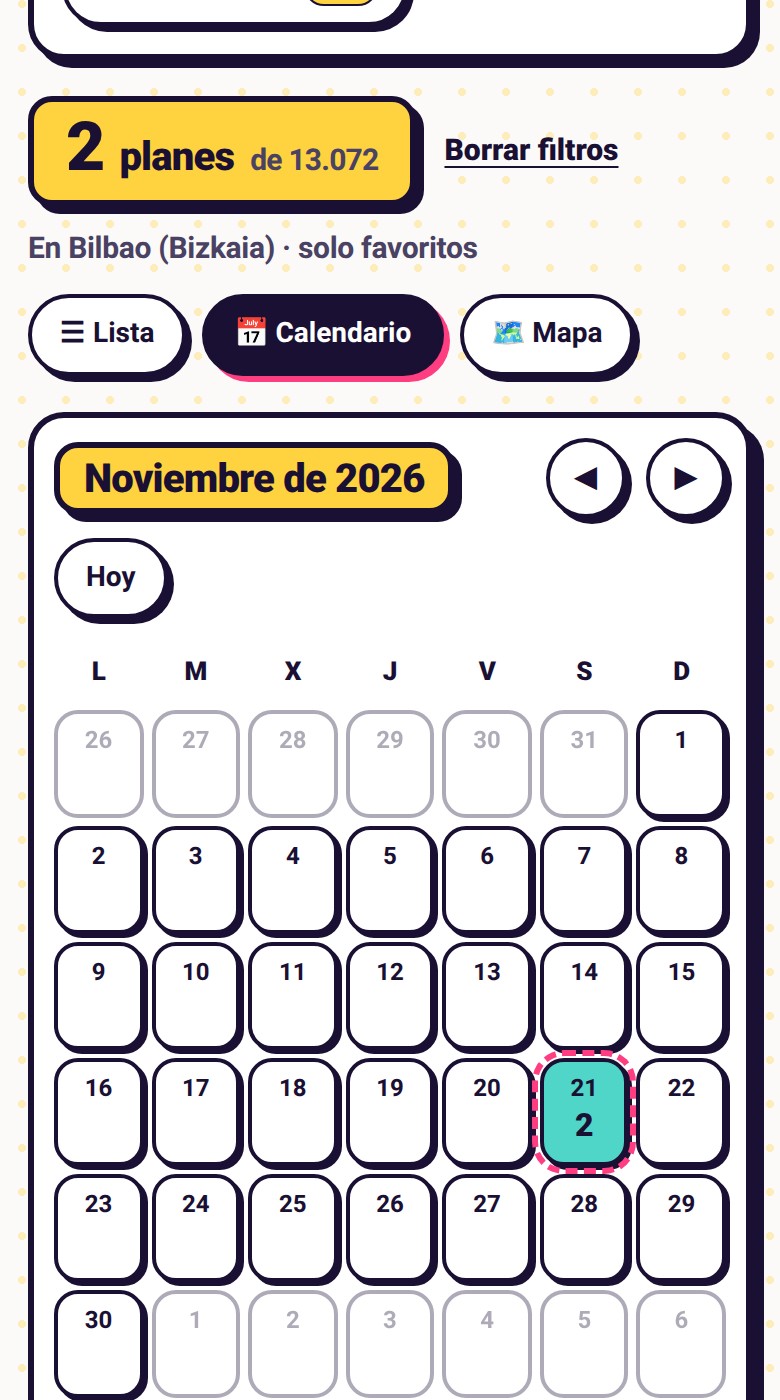 2 planes de 13.072 Borrar filtros
En Bilbao (Bizkaia) · solo favoritos
☰ Lista 📅 Calendario 🗺️ Mapa
Noviembre de 2026 ◀ ▶
Hoy
L M X J V S D
26 27 28 29 30 31 1
2 3 4 5 6 7 8
9 10 11 12 13 14 15
16 17 18 19 20 21 22
2
23 24 25 26 27 28 29
30 1 2 3 4 5 6